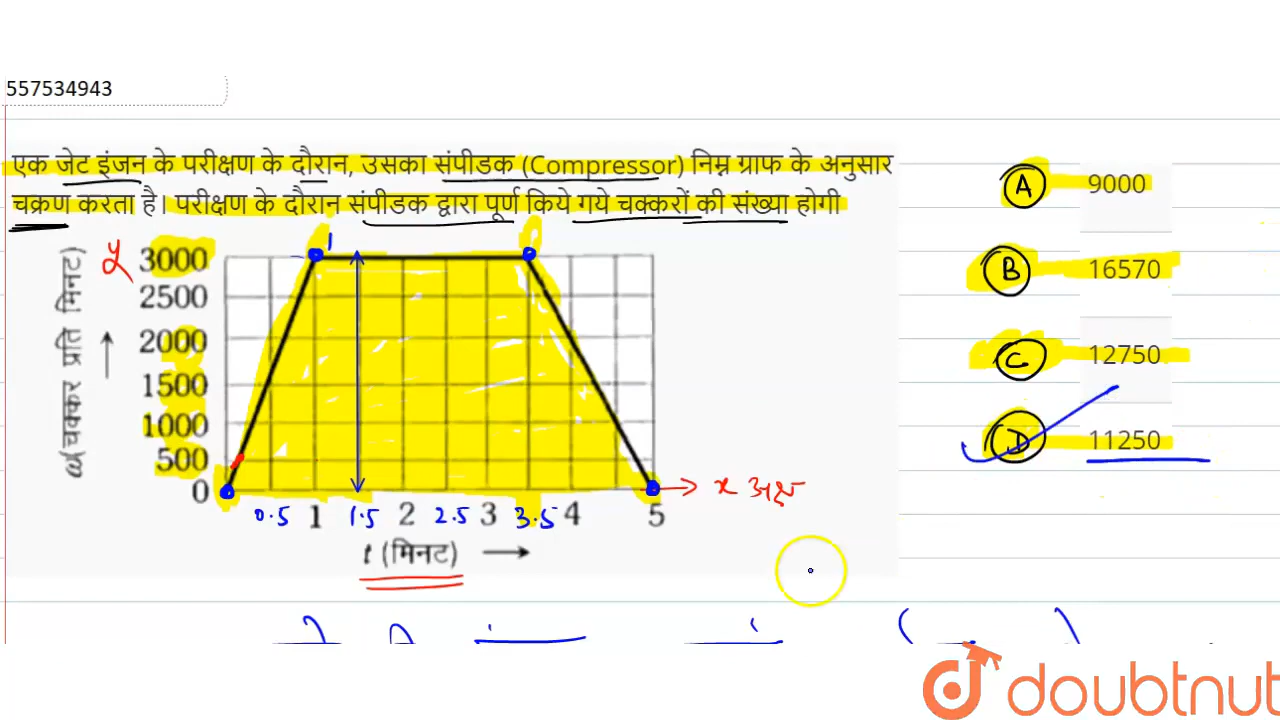 557534943
एक जेट इंजन के परीक्षण के दौरान, उसका संपीडक (Compressor) निम्न ग्राफ के अनुसार
चक्रण करता है। परीक्षण के दौरान संपीडक द्वारा पूर्ण किये गये चक्करों की संख्या होगी
y
ω(चक्कर प्रति मिनट)
3000
2500
2000
1500
1000
500
0
0.5 1 1.5 2 2.5 3 3.5 4 5
x अक्ष
t (मिनट)
A 9000
B 16570
C 12750
D 11250
doubtnut